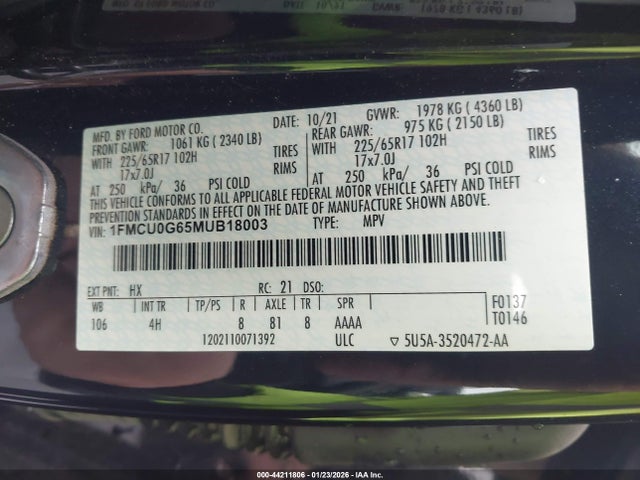 MFD. BY FORD MOTOR CO.
DATE: 10/21 GVWR: 1978 KG ( 4360 LB)
FRONT GAWR: 1061 KG ( 2340 LB) REAR GAWR: 975 KG ( 2150 LB)
WITH 225/65R17 102H TIRES WITH 225/65R17 102H TIRES
17x7.0J RIMS 17x7.0J RIMS
AT 250 kPa/ 36 PSI COLD AT 250 kPa/ 36 PSI COLD
THIS VEHICLE CONFORMS TO ALL APPLICABLE FEDERAL MOTOR VEHICLE SAFETY AND THEFT
PREVENTION STANDARDS IN EFFECT ON THE DATE OF MANUFACTURE SHOWN ABOVE.
VIN: 1FMCU0G65MUB18003 TYPE: MPV
EXT PNT: HX RC: 21 DSO:
WB INT TR TP/PS R AXLE TR SPR F0137
106 4H 8 81 8 AAAA T0146
1202110071392 ULC ▽ 5U5A-3520472-AA
000-44211806 - 01/23/2026 - IAA Inc.